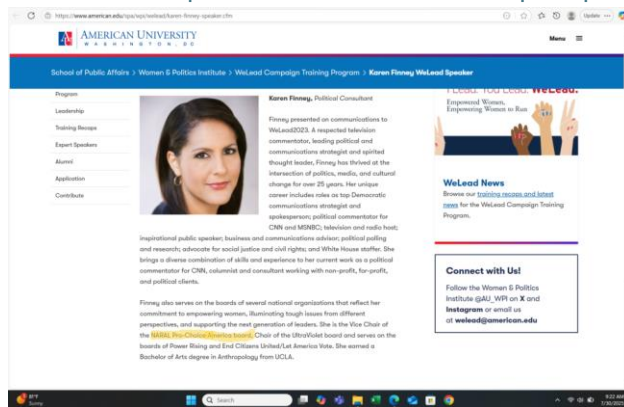 https://www.american.edu/spa/wpi/welead/karen-finney-speaker.cfm
Update
AMERICAN UNIVERSITY
WASHINGTON, DC
Menu
School of Public Affairs > Women & Politics Institute > WeLead Campaign Training Program > Karen Finney WeLead Speaker
Program
Leadership
Training Recaps
Expert Speakers
Alumni
Application
Contribute
Karen Finney, Political Consultant
Finney presented on communications to
WeLead2023. A respected television
commentator, leading political and
communications strategist and spirited
thought leader, Finney has thrived at the
intersection of politics, media, and cultural
change for over 25 years. Her unique
career includes roles as top Democratic
communications strategist and
spokesperson; political commentator for
CNN and MSNBC; television and radio host;
inspirational public speaker; business and communications advisor; political polling
and research; advocate for social justice and civil rights; and White House staffer. She
brings a diverse combination of skills and experience to her current work as a political
commentator for CNN, columnist and consultant working with non-profit, for-profit,
and political clients.
Finney also serves on the boards of several national organizations that reflect her
commitment to empowering women, illuminating tough issues from different
perspectives, and supporting the next generation of leaders. She is the Vice Chair of
the NARAL Pro-Choice America board, Chair of the UltraViolet board and serves on the
boards of Power Rising and End Citizens United/Let America Vote. She earned a
Bachelor of Arts degree in Anthropology from UCLA.
I Lead. You Lead. WeLead.
Empowered Women,
Empowering Women to Run
WeLead News
Browse our training recaps and latest
news for the WeLead Campaign Training
Program.
Connect with Us!
Follow the Women & Politics
Institute @AU_WPI on X and
Instagram or email us
at welead@american.edu
81°F
Sunny
Search
9:22 AM
7/30/2025